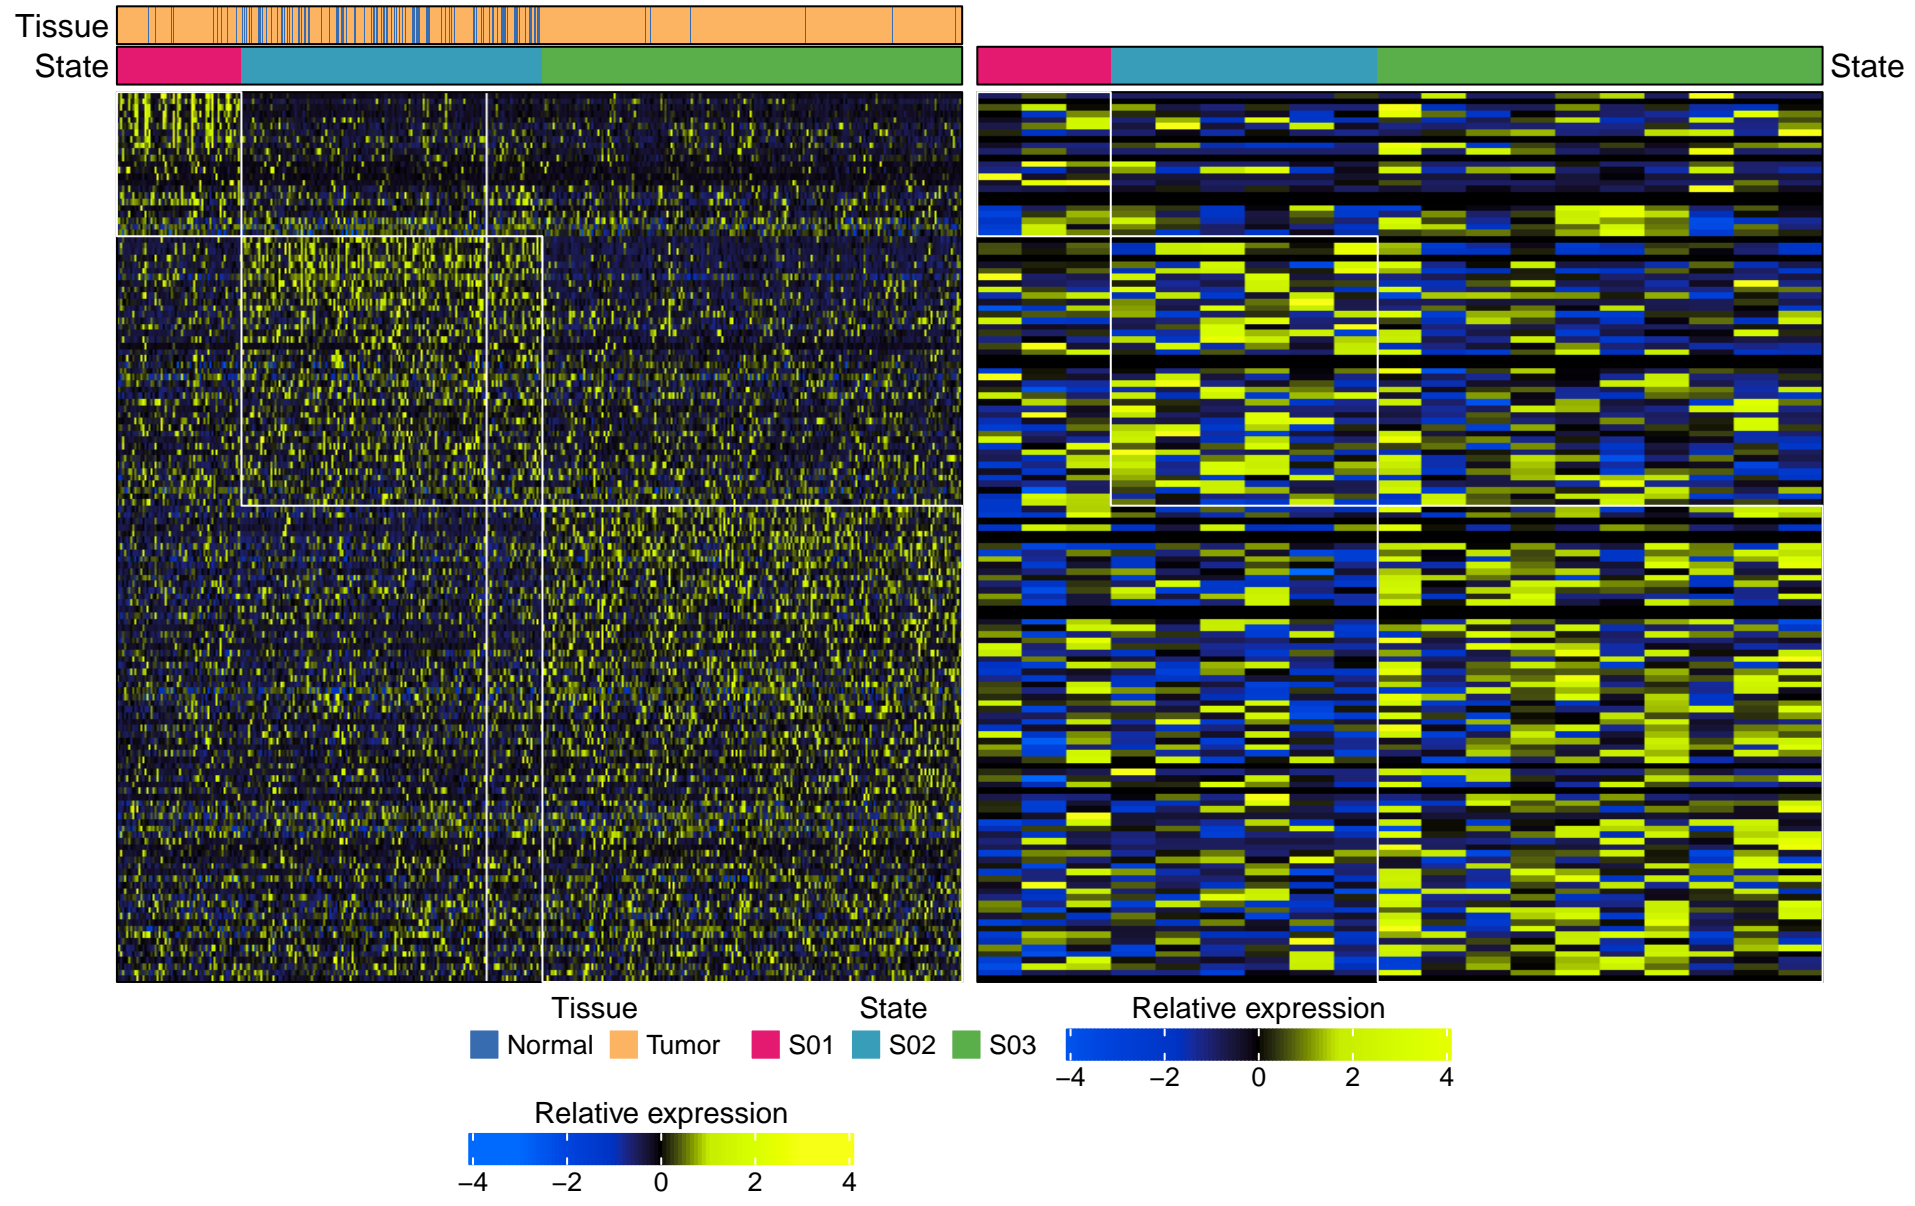 Tissue
State
State
Tissue State Relative expression
Normal Tumor S01 S02 S03
−4 −2 0 2 4
Relative expression
−4 −2 0 2 4